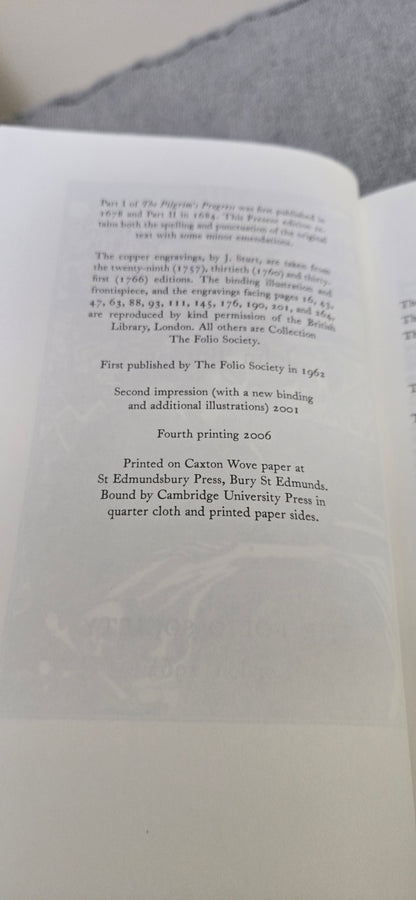 Part I of The Pilgrim's Progress was first published in
1678 and Part II in 1684. This Present edition re-
tains both the spelling and punctuation of the original
text with some minor emendations.
The copper engravings, by J. Sturt, are taken from
the twenty-ninth (1757), thirtieth (1760) and thirty-
first (1766) editions. The binding illustration and
frontispiece, and the engravings facing pages 16, 43,
47, 63, 88, 93, 111, 145, 176, 190, 201, and 264,
are reproduced by kind permission of the British
Library, London. All others are Collection
The Folio Society.
First published by The Folio Society in 1962
Second impression (with a new binding
and additional illustrations) 2001
Fourth printing 2006
Printed on Caxton Wove paper at
St Edmundsbury Press, Bury St Edmunds.
Bound by Cambridge University Press in
quarter cloth and printed paper sides.